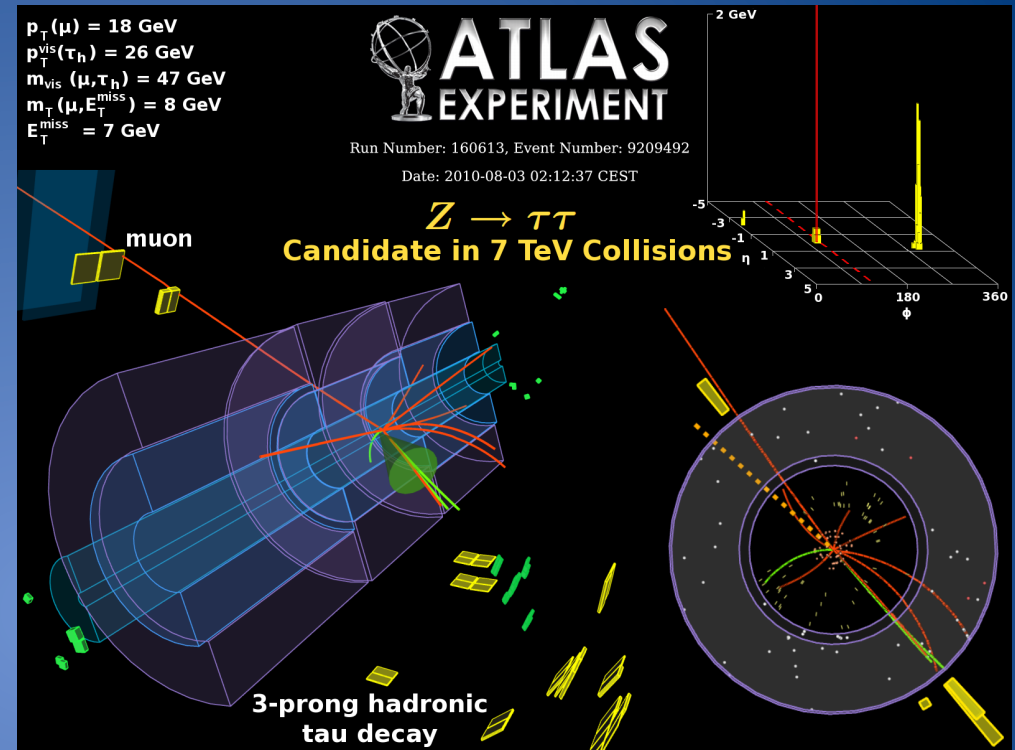 p_T(μ) = 18 GeV
p_T^vis(τ_h) = 26 GeV
m_vis (μ,τ_h) = 47 GeV
m_T(μ,E_T^miss) = 8 GeV
E_T^miss = 7 GeV
ATLAS
EXPERIMENT
Run Number: 160613, Event Number: 9209492
Date: 2010-08-03 02:12:37 CEST
Z → ττ
Candidate in 7 TeV Collisions
2 GeV
-5
-3
-1
η
1
3
5
0
180
360
ϕ
muon
3-prong hadronic
tau decay